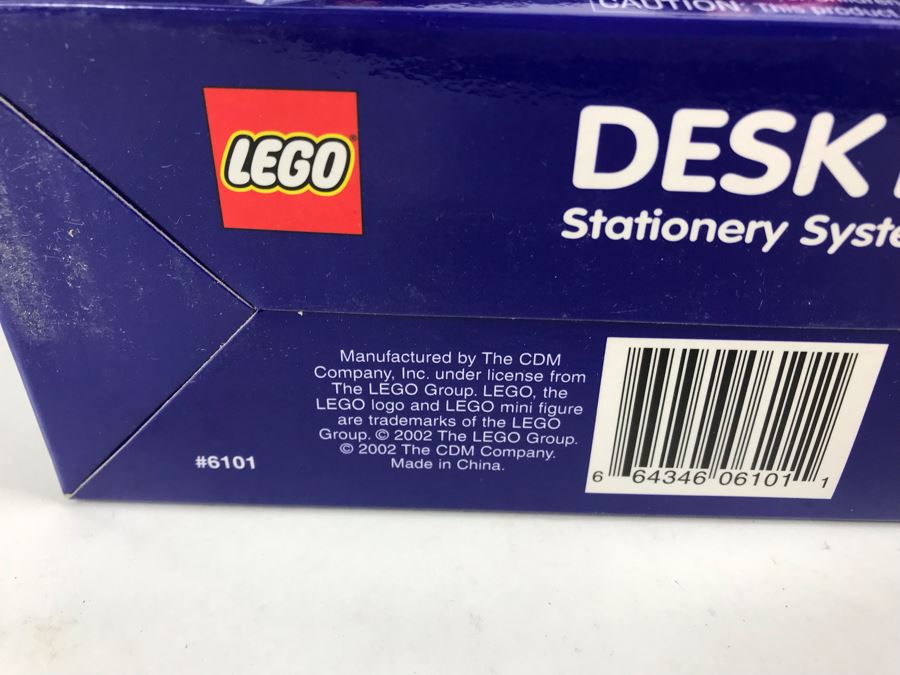 CAUTION: This product
LEGO®
DESK
Stationery
Manufactured by The CDM
Company, Inc. under license from
The LEGO Group. LEGO, the
LEGO logo and LEGO mini figure
are trademarks of the LEGO
Group. © 2002 The LEGO Group.
© 2002 The CDM Company.
Made in China.
#6101
6 64346 06101 1